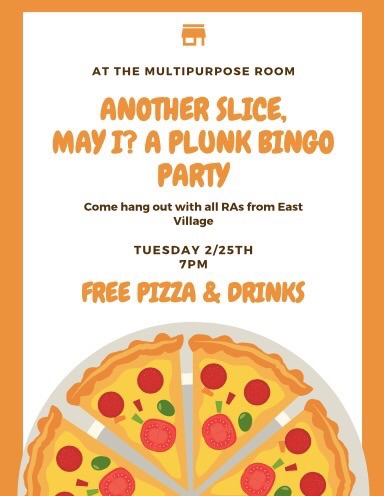 AT THE MULTIPURPOSE ROOM
ANOTHER SLICE,
MAY I? A PLUNK BINGO
PARTY
Come hang out with all RAs from East
Village
TUESDAY 2/25TH
7PM
FREE PIZZA & DRINKS